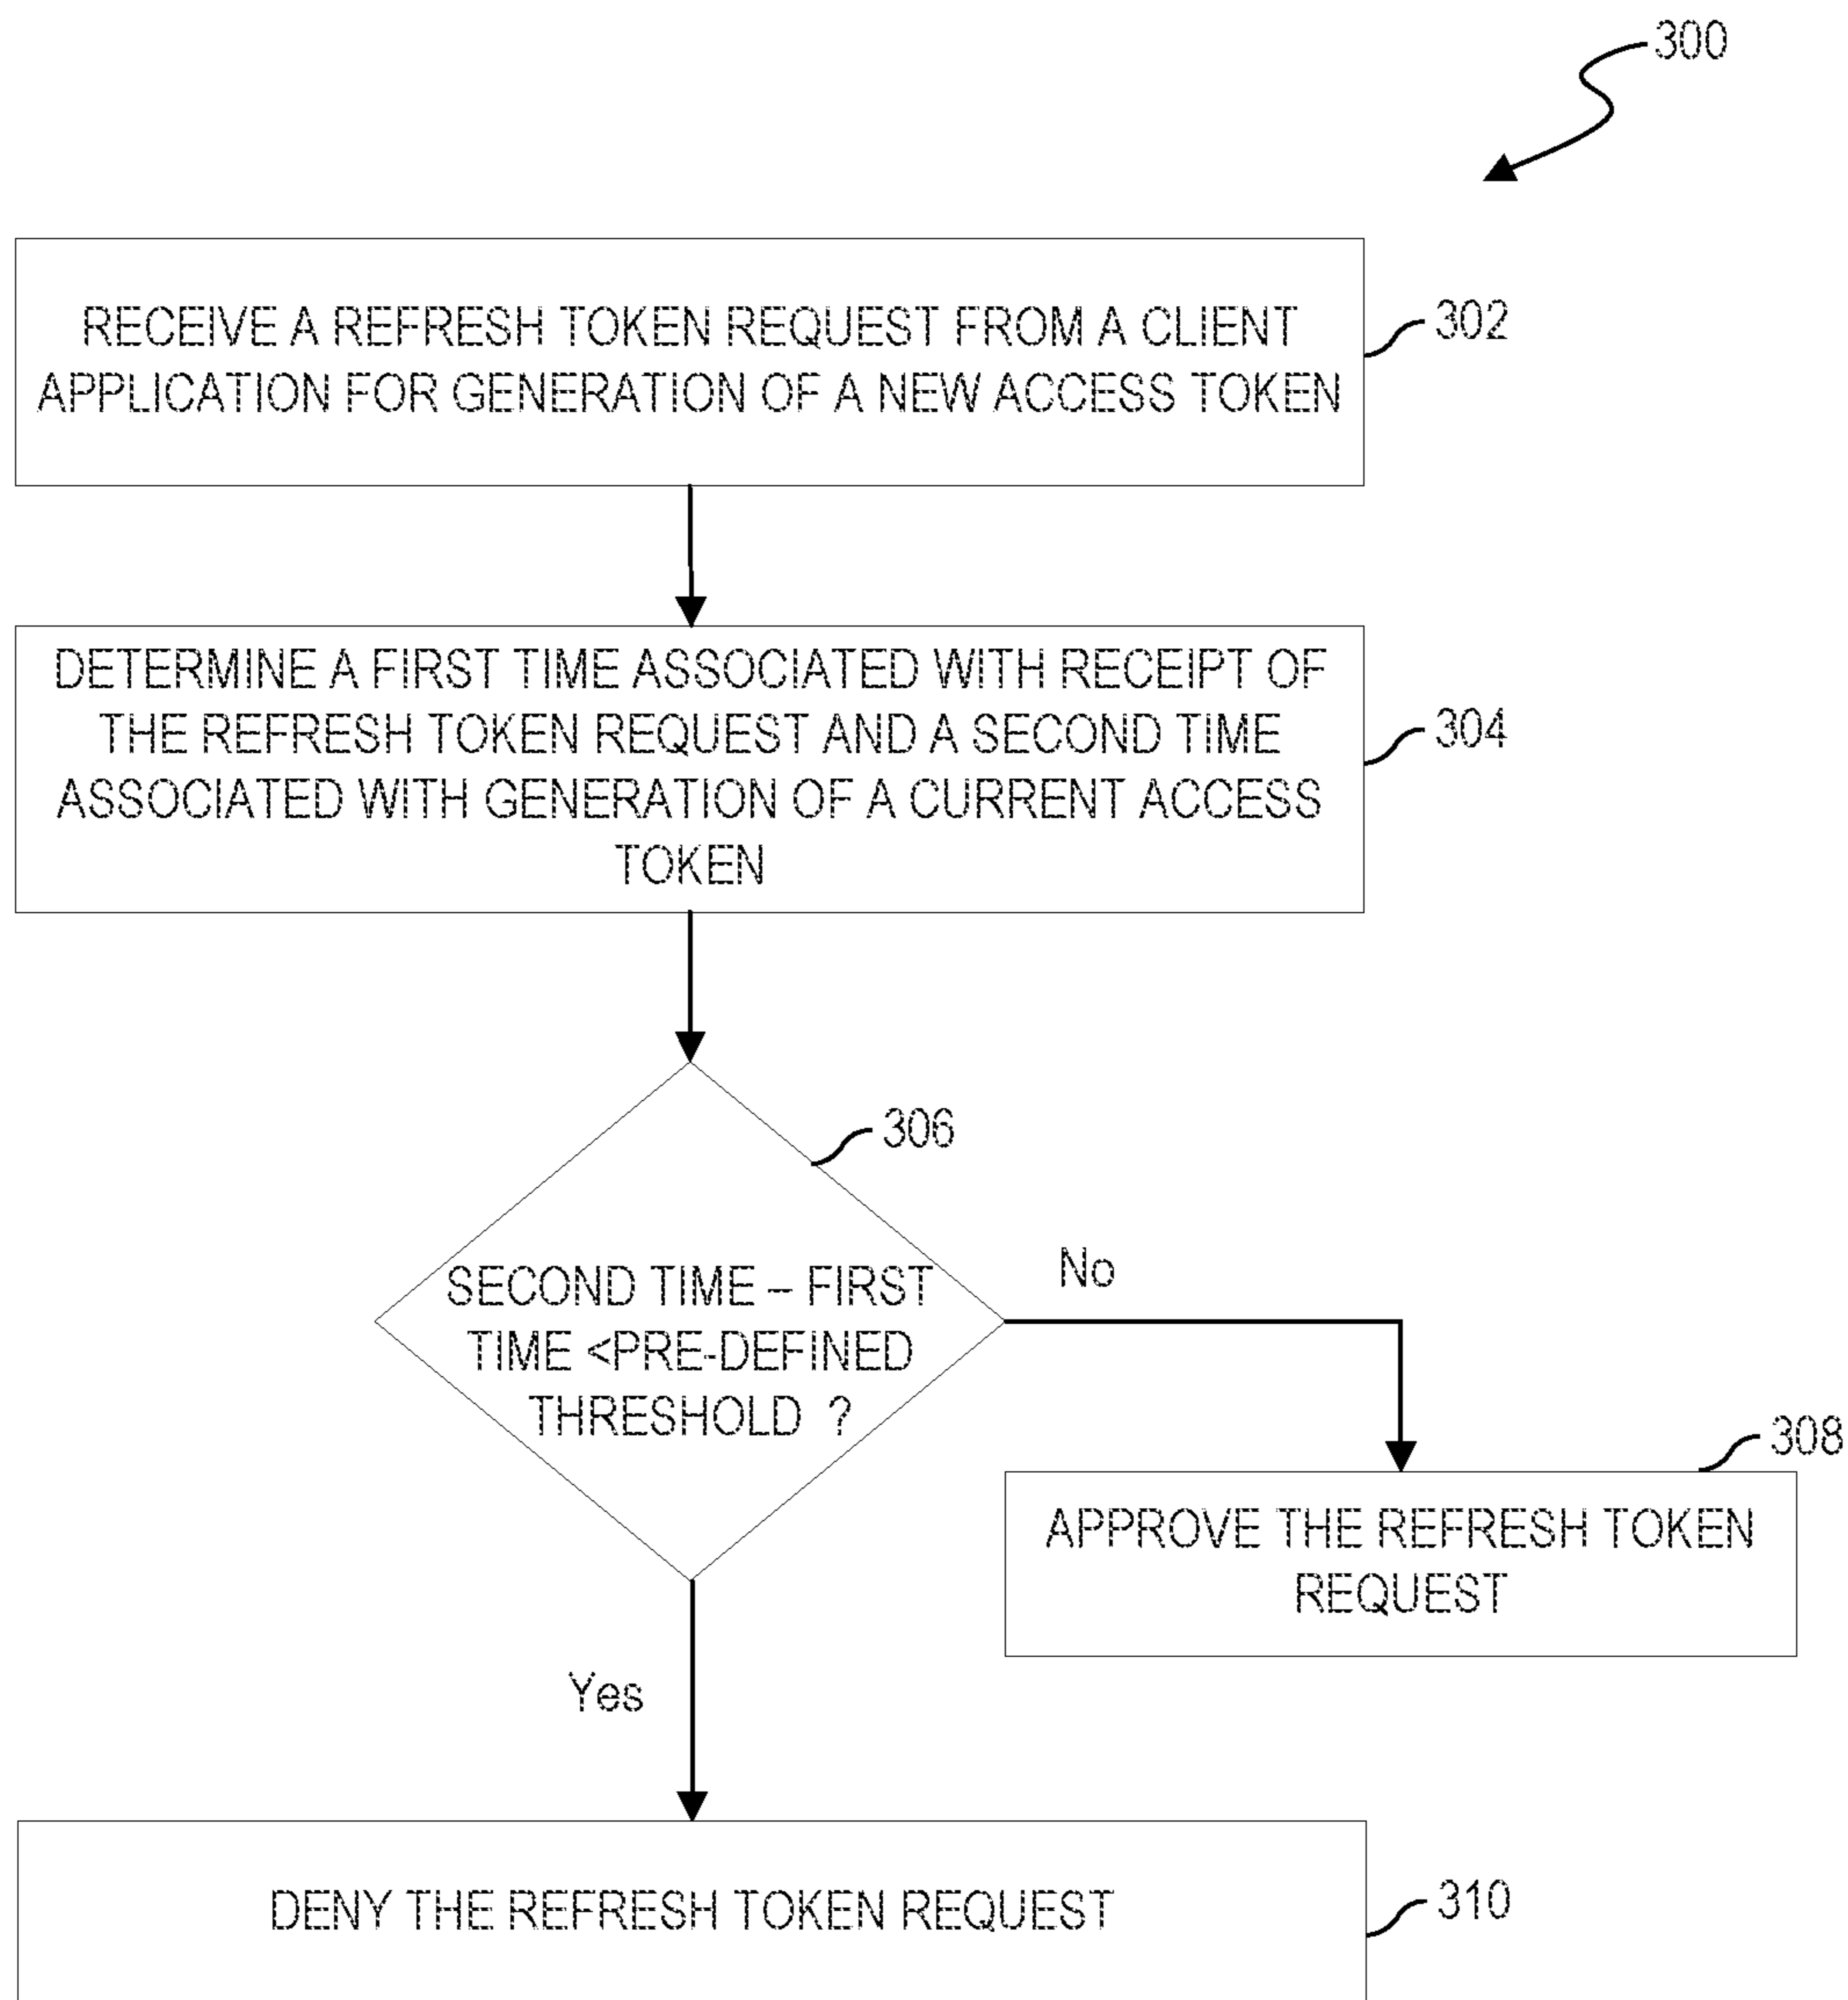 300
RECEIVE A REFRESH TOKEN REQUEST FROM A CLIENT
APPLICATION FOR GENERATION OF A NEW ACCESS TOKEN
302
DETERMINE A FIRST TIME ASSOCIATED WITH RECEIPT OF
THE REFRESH TOKEN REQUEST AND A SECOND TIME
ASSOCIATED WITH GENERATION OF A CURRENT ACCESS
TOKEN
304
306
SECOND TIME – FIRST
TIME <PRE-DEFINED
THRESHOLD ?
No
308
APPROVE THE REFRESH TOKEN
REQUEST
Yes
DENY THE REFRESH TOKEN REQUEST
310